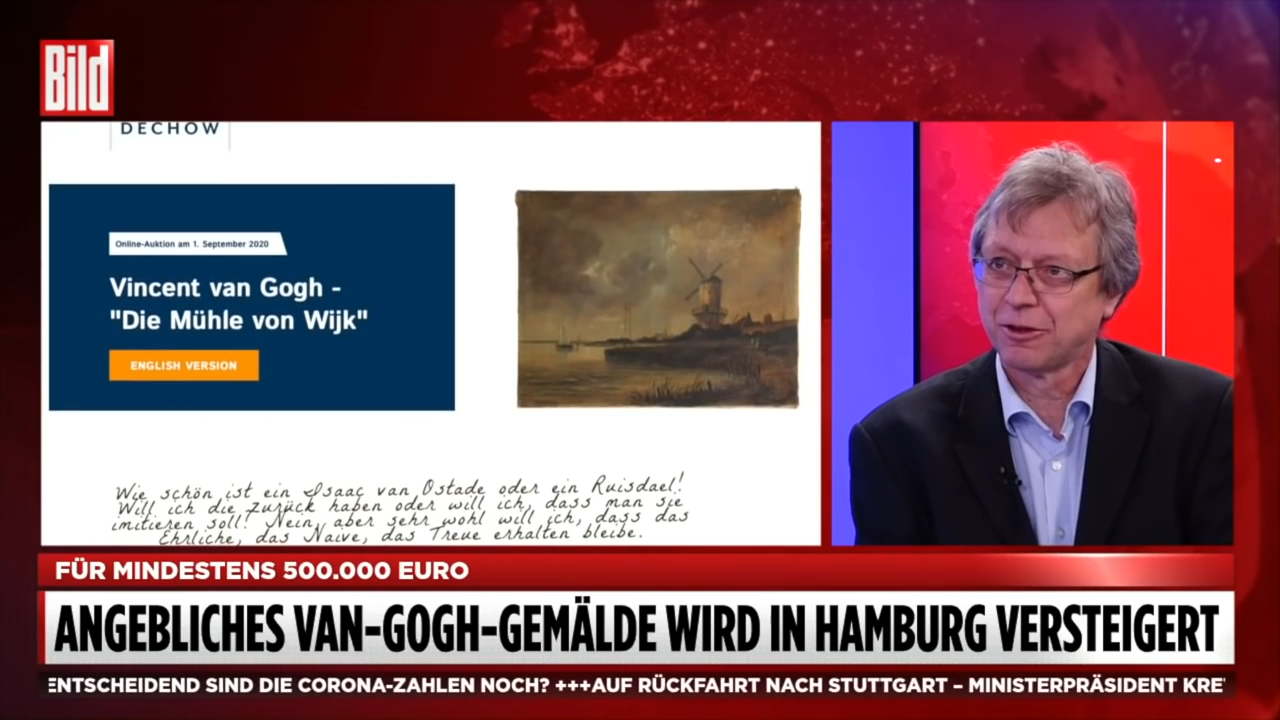 Bild
DECHOW
Online-Auktion am 1. September 2020
Vincent van Gogh -
"Die Mühle von Wijk"
ENGLISH VERSION
Wie schön ist ein Isaac van Ostade oder ein Ruisdael!
Will ich die zurück haben oder will ich, dass man sie
imitieren soll? Nein, aber sehr wohl will ich, dass das
Ehrliche, das Naive, das Treue erhalten bleibe.
FÜR MINDESTENS 500.000 EURO
ANGEBLICHES VAN-GOGH-GEMÄLDE WIRD IN HAMBURG VERSTEIGERT
ENTSCHEIDEND SIND DIE CORONA-ZAHLEN NOCH? +++AUF RÜCKFAHRT NACH STUTTGART – MINISTERPRÄSIDENT KRE